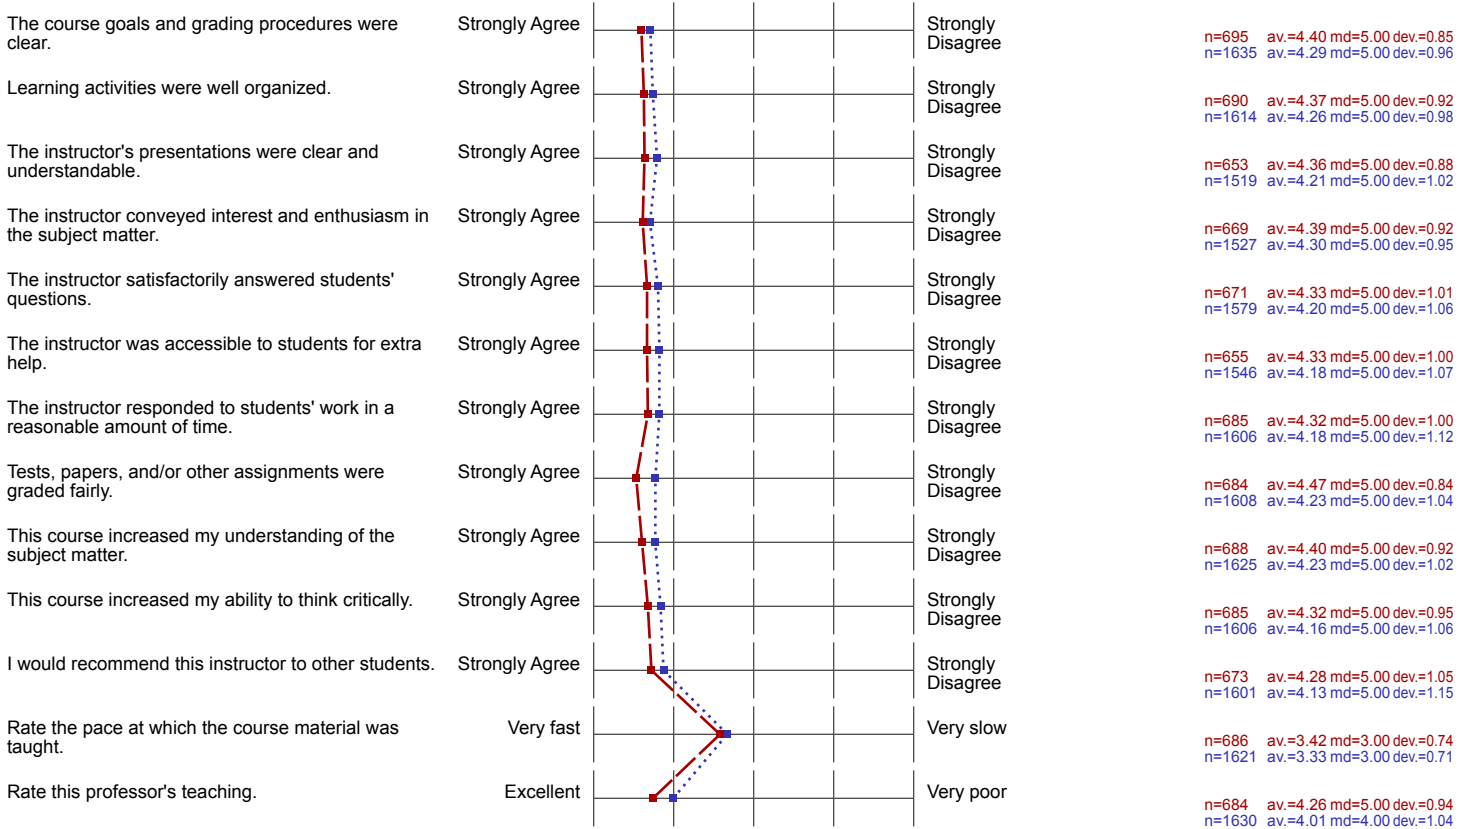 The course goals and grading procedures were
clear.
Strongly Agree
Strongly
Disagree
n=695 av.=4.40 md=5.00 dev.=0.85
n=1635 av.=4.29 md=5.00 dev.=0.96
Learning activities were well organized.
Strongly Agree
Strongly
Disagree
n=690 av.=4.37 md=5.00 dev.=0.92
n=1614 av.=4.26 md=5.00 dev.=0.98
The instructor's presentations were clear and
understandable.
Strongly Agree
Strongly
Disagree
n=653 av.=4.36 md=5.00 dev.=0.88
n=1519 av.=4.21 md=5.00 dev.=1.02
The instructor conveyed interest and enthusiasm in
the subject matter.
Strongly Agree
Strongly
Disagree
n=669 av.=4.39 md=5.00 dev.=0.92
n=1527 av.=4.30 md=5.00 dev.=0.95
The instructor satisfactorily answered students'
questions.
Strongly Agree
Strongly
Disagree
n=671 av.=4.33 md=5.00 dev.=1.01
n=1579 av.=4.20 md=5.00 dev.=1.06
The instructor was accessible to students for extra
help.
Strongly Agree
Strongly
Disagree
n=655 av.=4.33 md=5.00 dev.=1.00
n=1546 av.=4.18 md=5.00 dev.=1.07
The instructor responded to students' work in a
reasonable amount of time.
Strongly Agree
Strongly
Disagree
n=685 av.=4.32 md=5.00 dev.=1.00
n=1606 av.=4.18 md=5.00 dev.=1.12
Tests, papers, and/or other assignments were
graded fairly.
Strongly Agree
Strongly
Disagree
n=684 av.=4.47 md=5.00 dev.=0.84
n=1608 av.=4.23 md=5.00 dev.=1.04
This course increased my understanding of the
subject matter.
Strongly Agree
Strongly
Disagree
n=688 av.=4.40 md=5.00 dev.=0.92
n=1625 av.=4.23 md=5.00 dev.=1.02
This course increased my ability to think critically.
Strongly Agree
Strongly
Disagree
n=685 av.=4.32 md=5.00 dev.=0.95
n=1606 av.=4.16 md=5.00 dev.=1.06
I would recommend this instructor to other students.
Strongly Agree
Strongly
Disagree
n=673 av.=4.28 md=5.00 dev.=1.05
n=1601 av.=4.13 md=5.00 dev.=1.15
Rate the pace at which the course material was
taught.
Very fast
Very slow
n=686 av.=3.42 md=3.00 dev.=0.74
n=1621 av.=3.33 md=3.00 dev.=0.71
Rate this professor's teaching.
Excellent
Very poor
n=684 av.=4.26 md=5.00 dev.=0.94
n=1630 av.=4.01 md=4.00 dev.=1.04